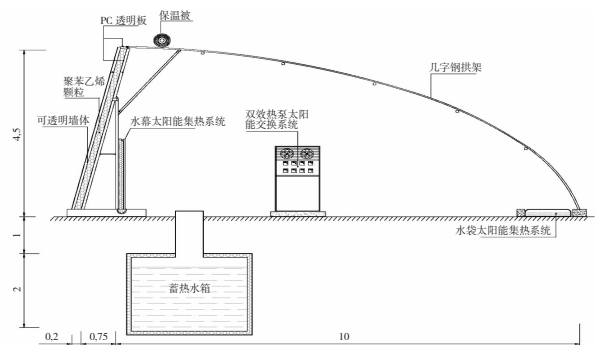 保温被
PC 透明板
几字钢拱架
聚苯乙烯
颗粒
可透明墙体
水幕太阳能集热系统
双效热泵太阳
能交换系统
4,5
水袋太阳能集热系统
1
蓄热水箱
2
0,2
0,75
10